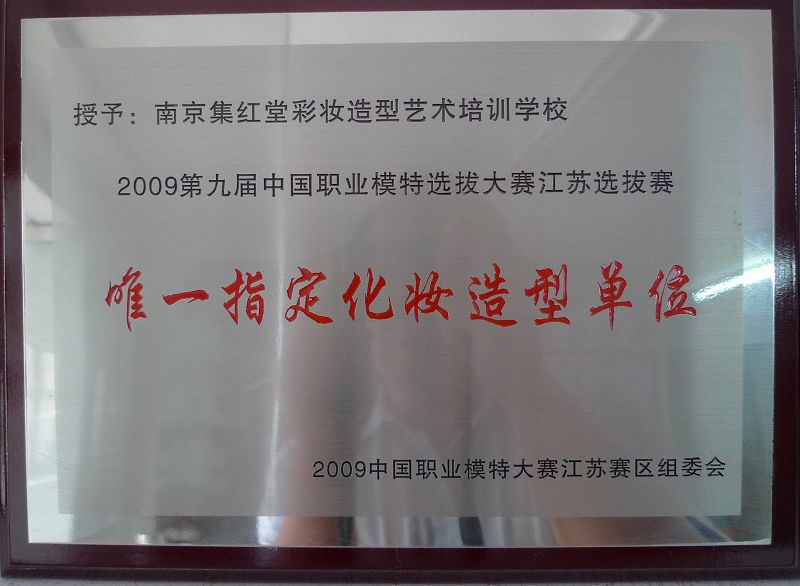 授予：南京集红堂彩妆造型艺术培训学校
2009第九届中国职业模特选拔大赛江苏选拔赛
唯一指定化妆造型单位
2009中国职业模特大赛江苏赛区组委会